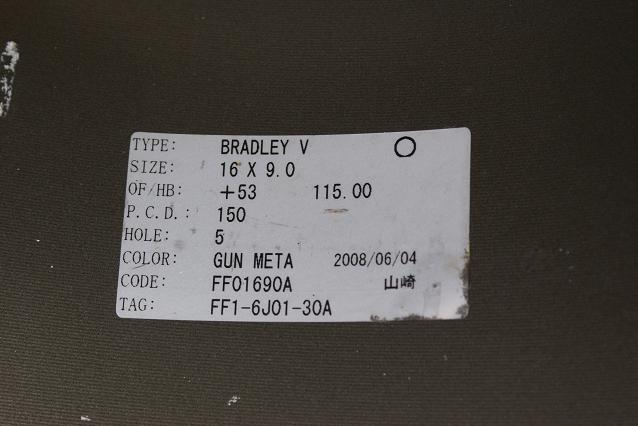 TYPE: BRADLEY V
SIZE: 16 X 9.0
OF/HB: +53 115.00
P.C.D.: 150
HOLE: 5
COLOR: GUN META 2008/06/04
CODE: FF01690A 山崎
TAG: FF1-6J01-30A